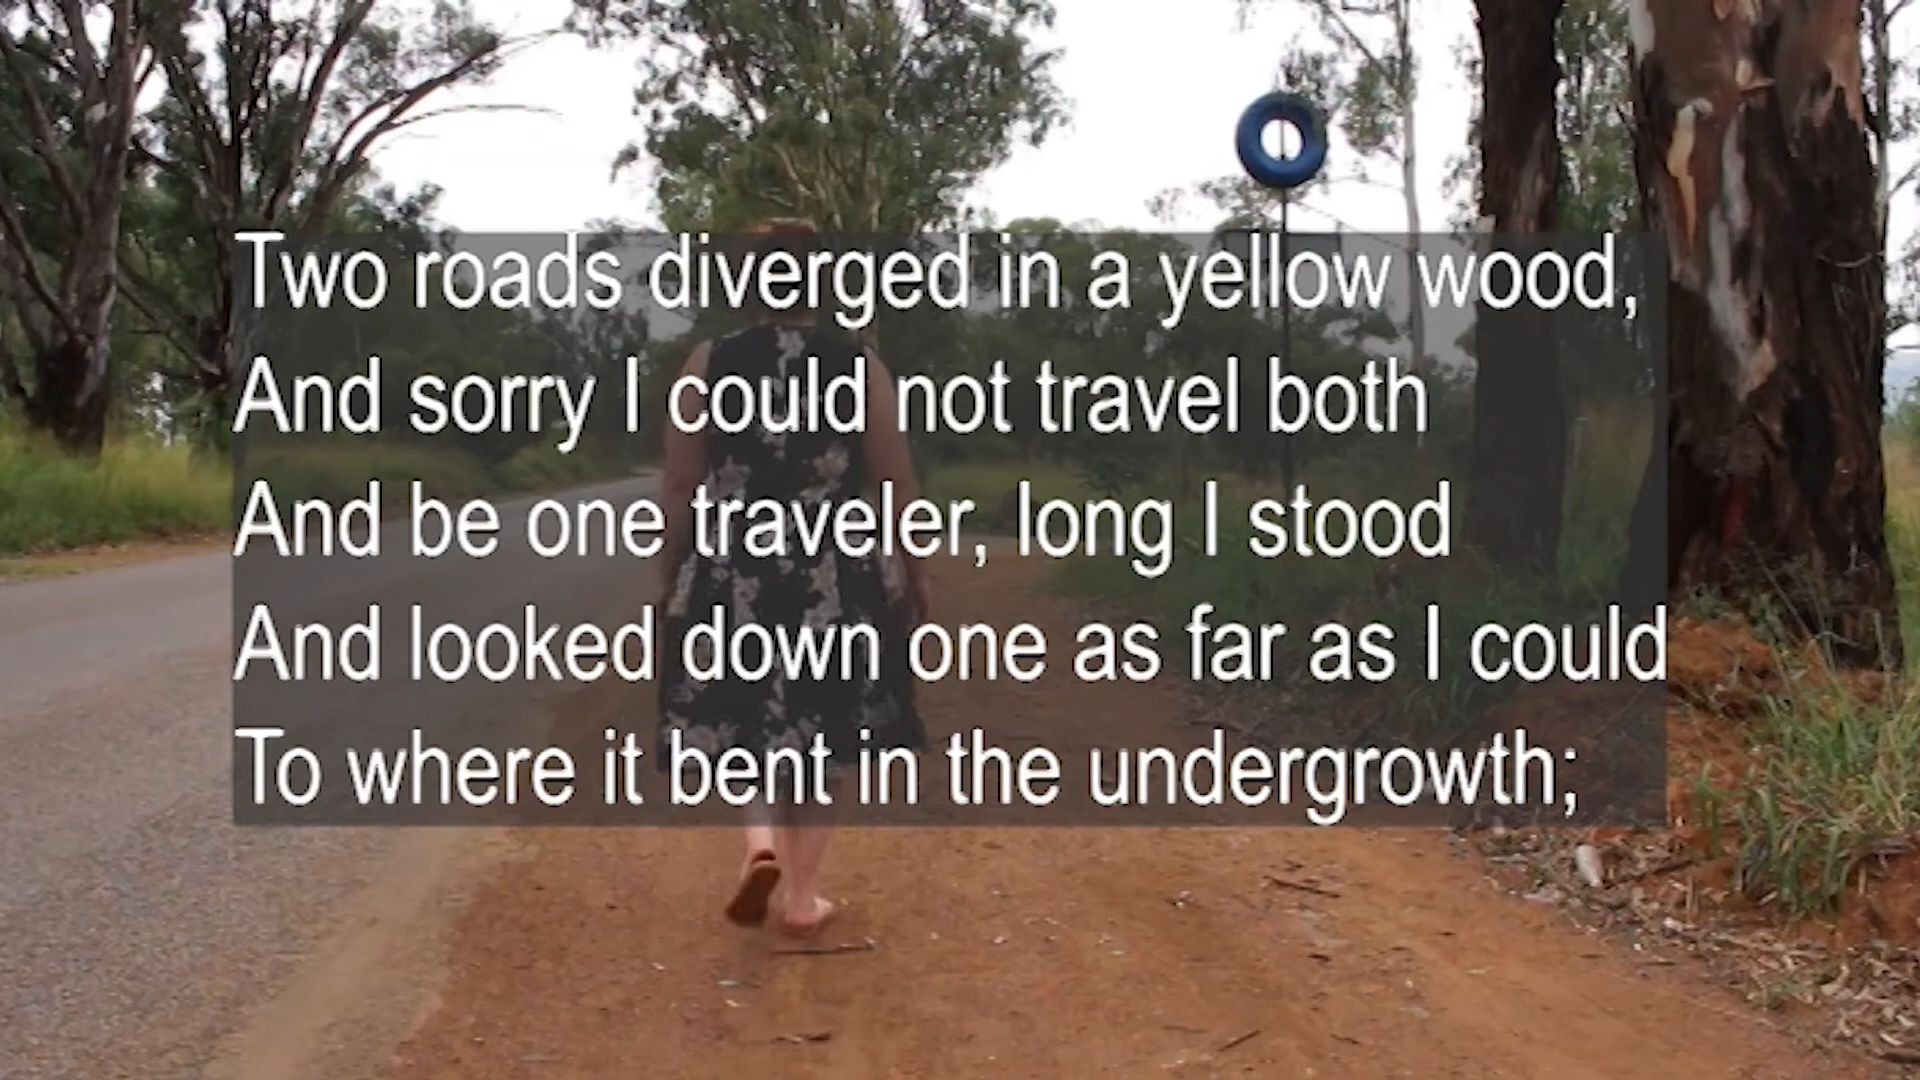 Two roads diverged in a yellow wood,
And sorry I could not travel both
And be one traveler, long I stood
And looked down one as far as I could
To where it bent in the undergrowth;